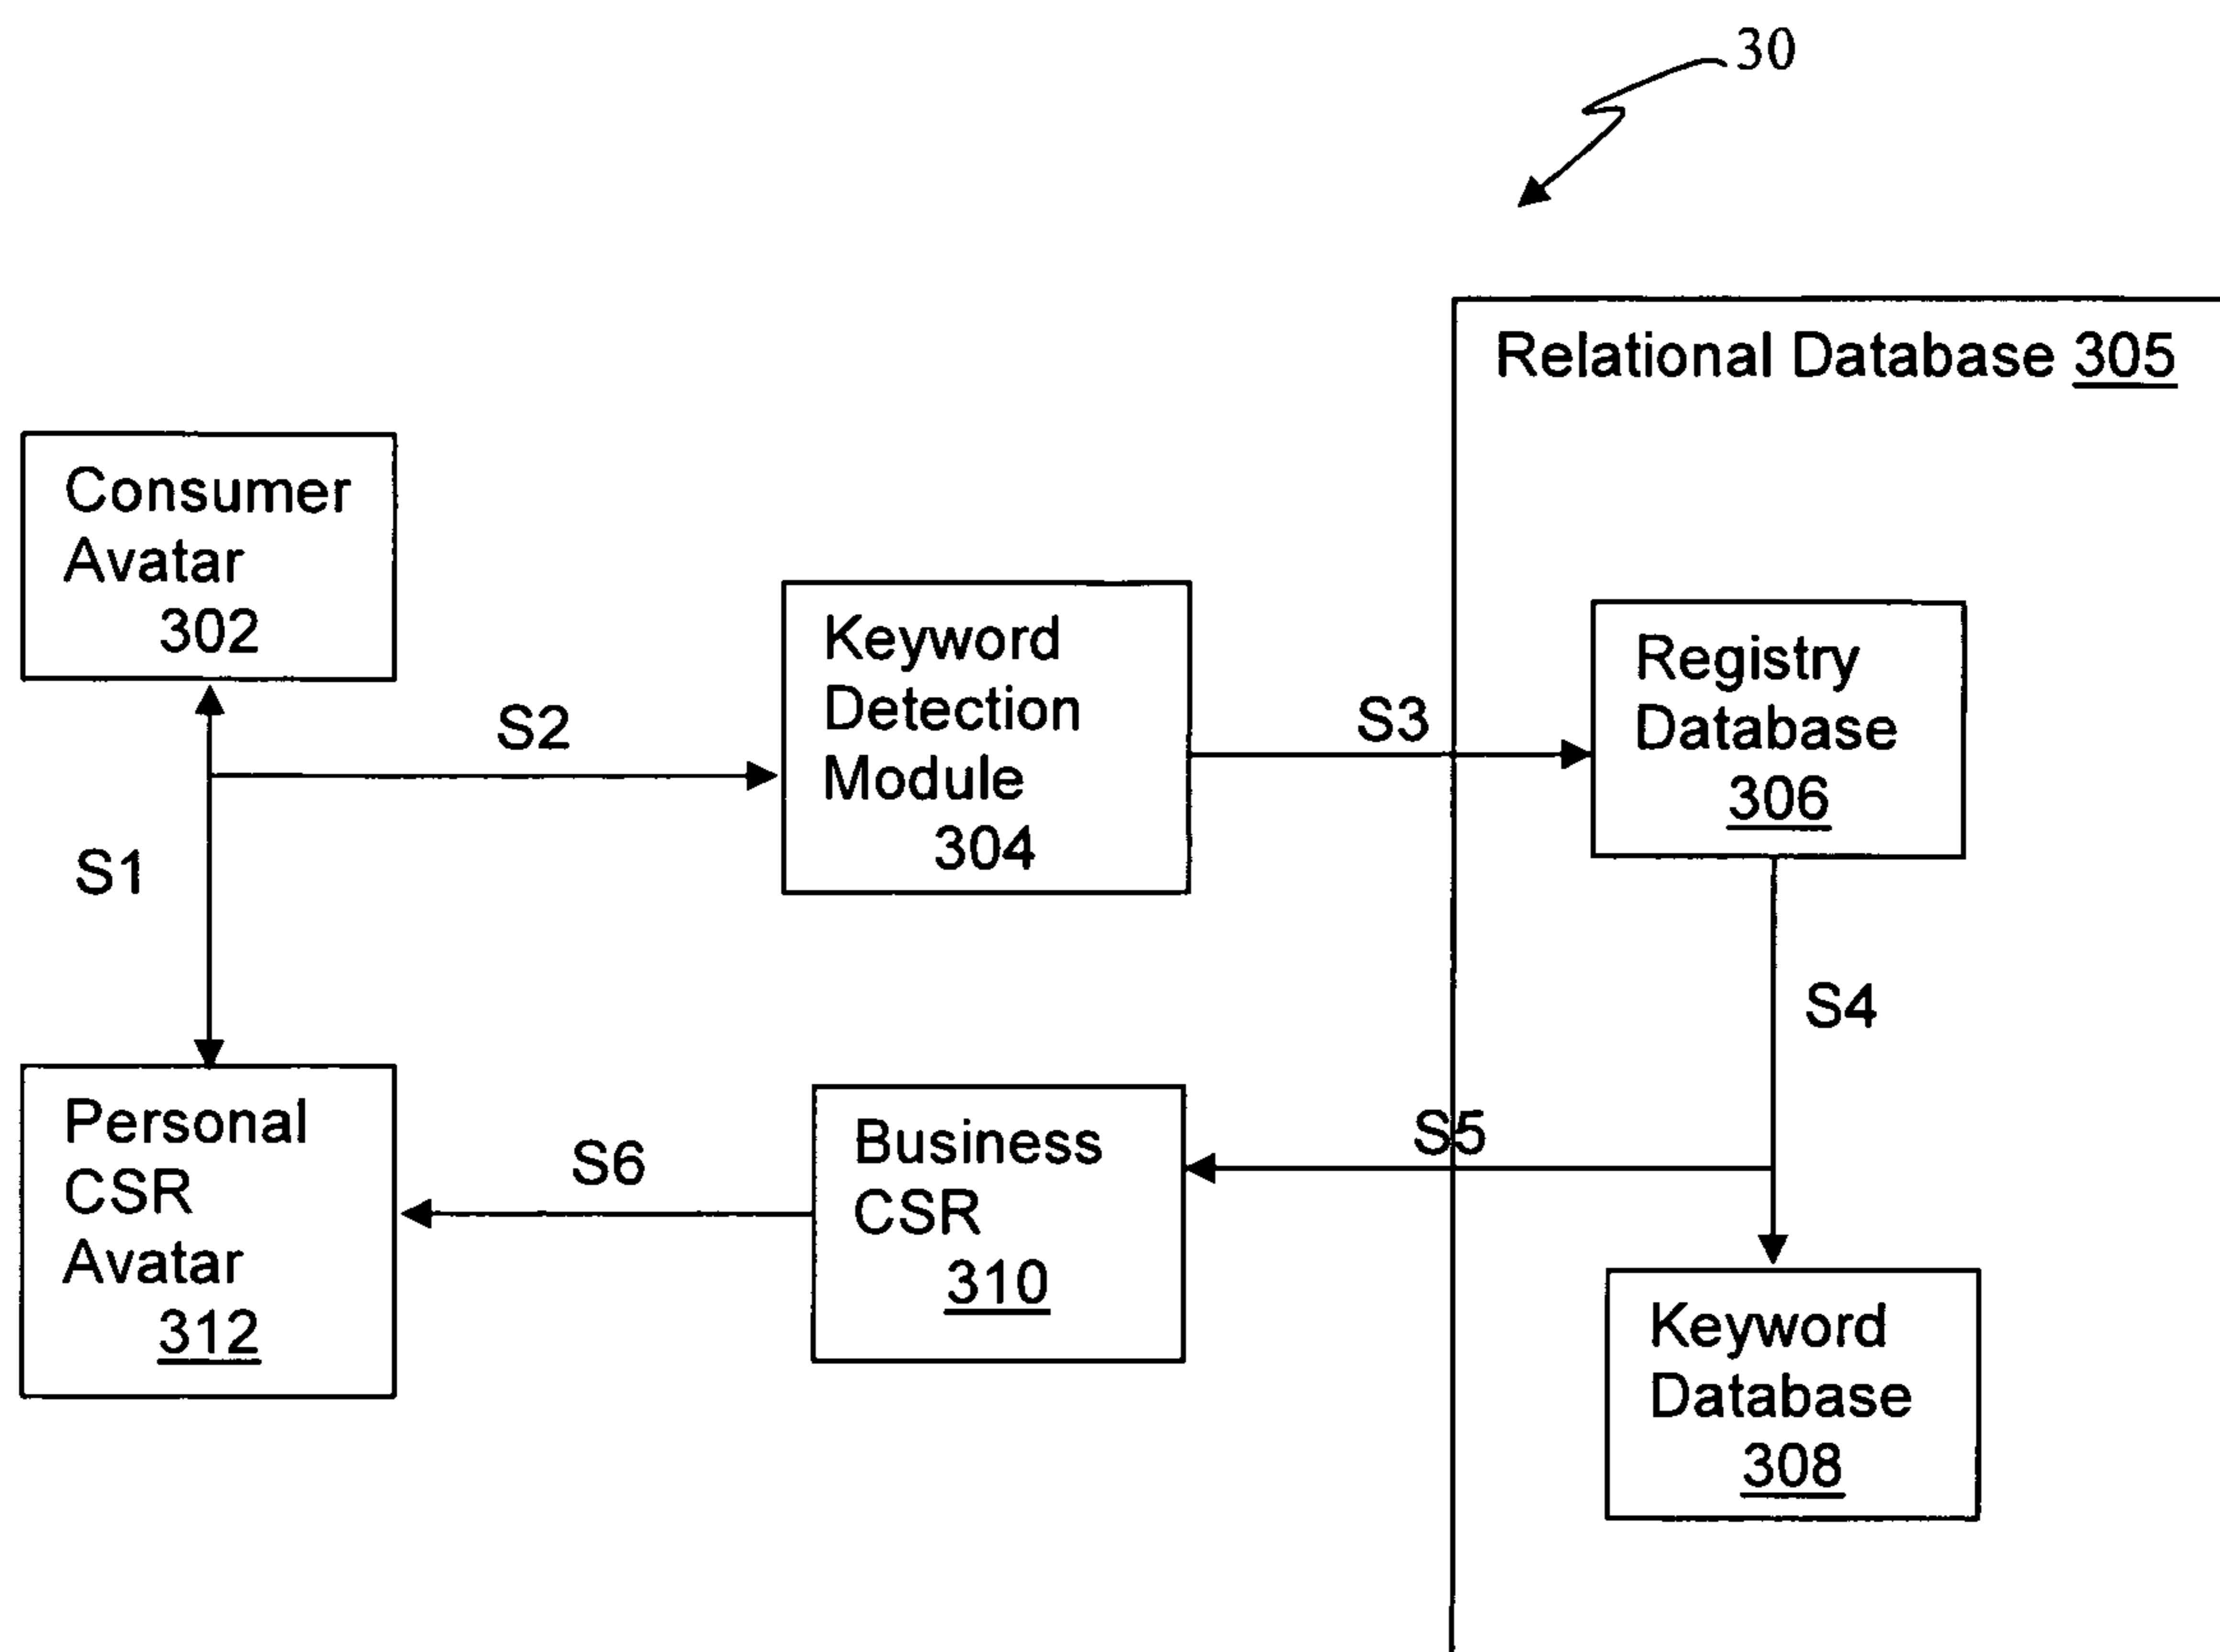 30
Relational Database 305
Consumer
Avatar
302
S2
Keyword
Detection
Module
304
S3
Registry
Database
306
S1
S4
Personal
CSR
Avatar
312
S6
Business
CSR
310
S5
Keyword
Database
308